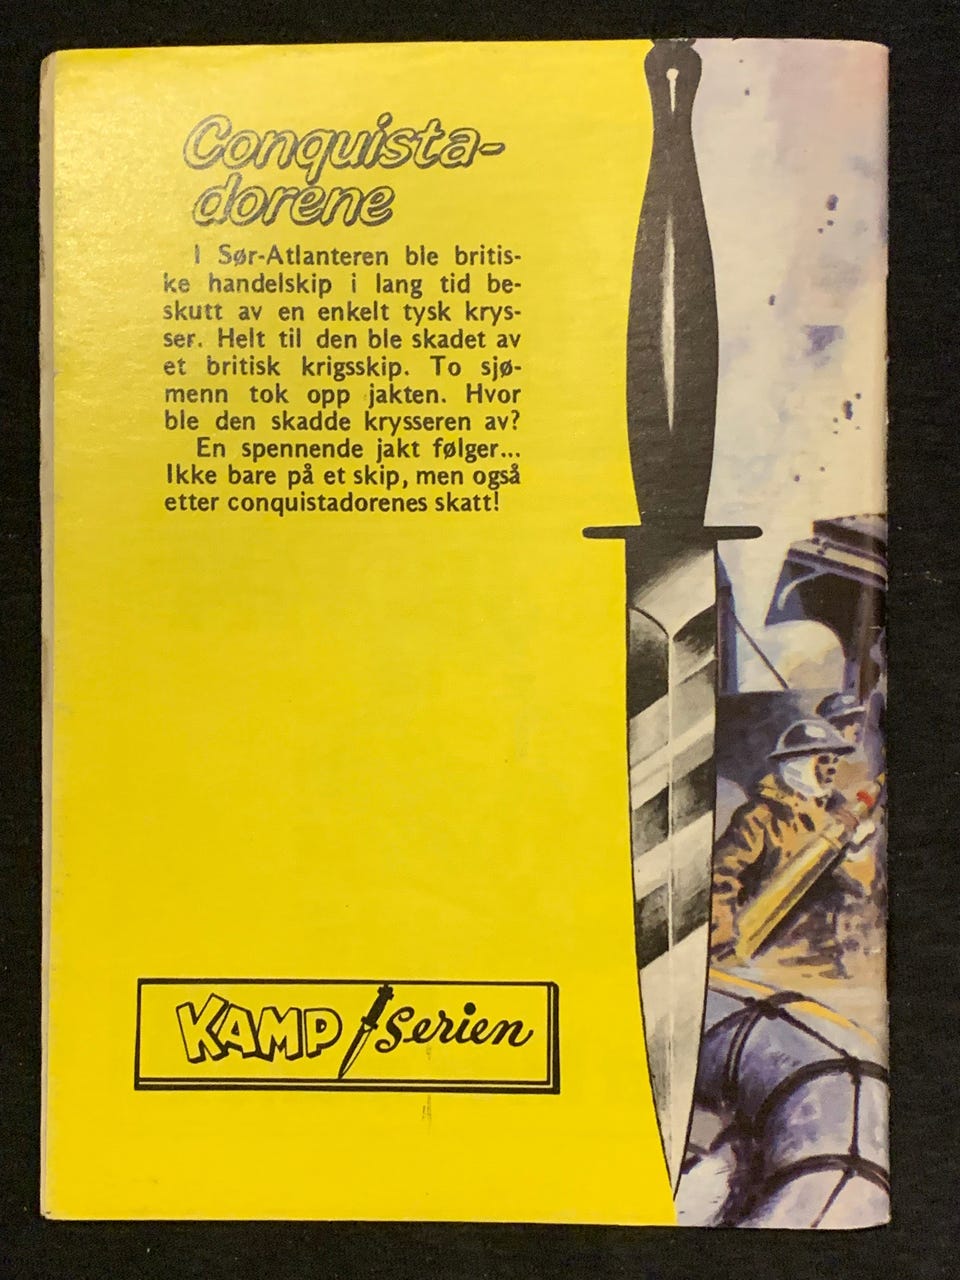 Conquista-
dorene
I Sør-Atlanteren ble britis-
ke handelskip i lang tid be-
skutt av en enkelt tysk krys-
ser. Helt til den ble skadet av
et britisk krigsskip. To sjø-
menn tok opp jakten. Hvor
ble den skadde krysseren av?
En spennende jakt følger...
Ikke bare på et skip, men også
etter conquistadorenes skatt!
KAMP serien